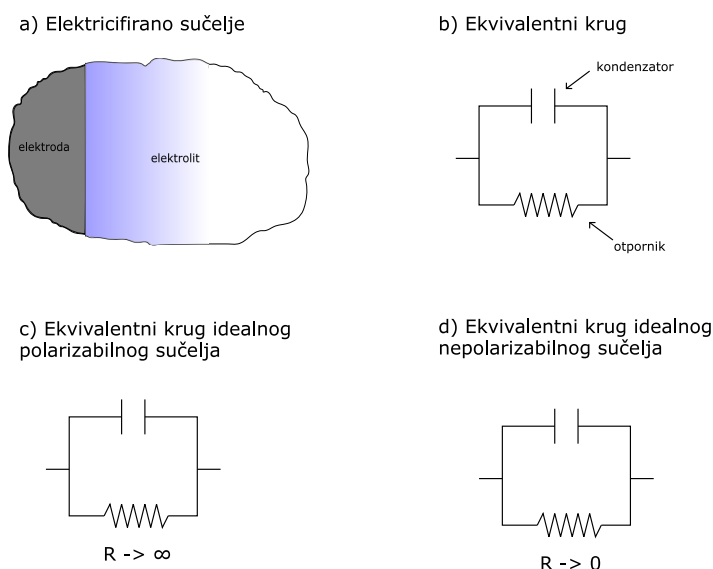 a) Elektricifirano sučelje
elektroda
elektrolit
b) Ekvivalentni krug
kondenzator
otpornik
c) Ekvivalentni krug idealnog
polarizabilnog sučelja
R -> ∞
d) Ekvivalentni krug idealnog
nepolarizabilnog sučelja
R -> 0